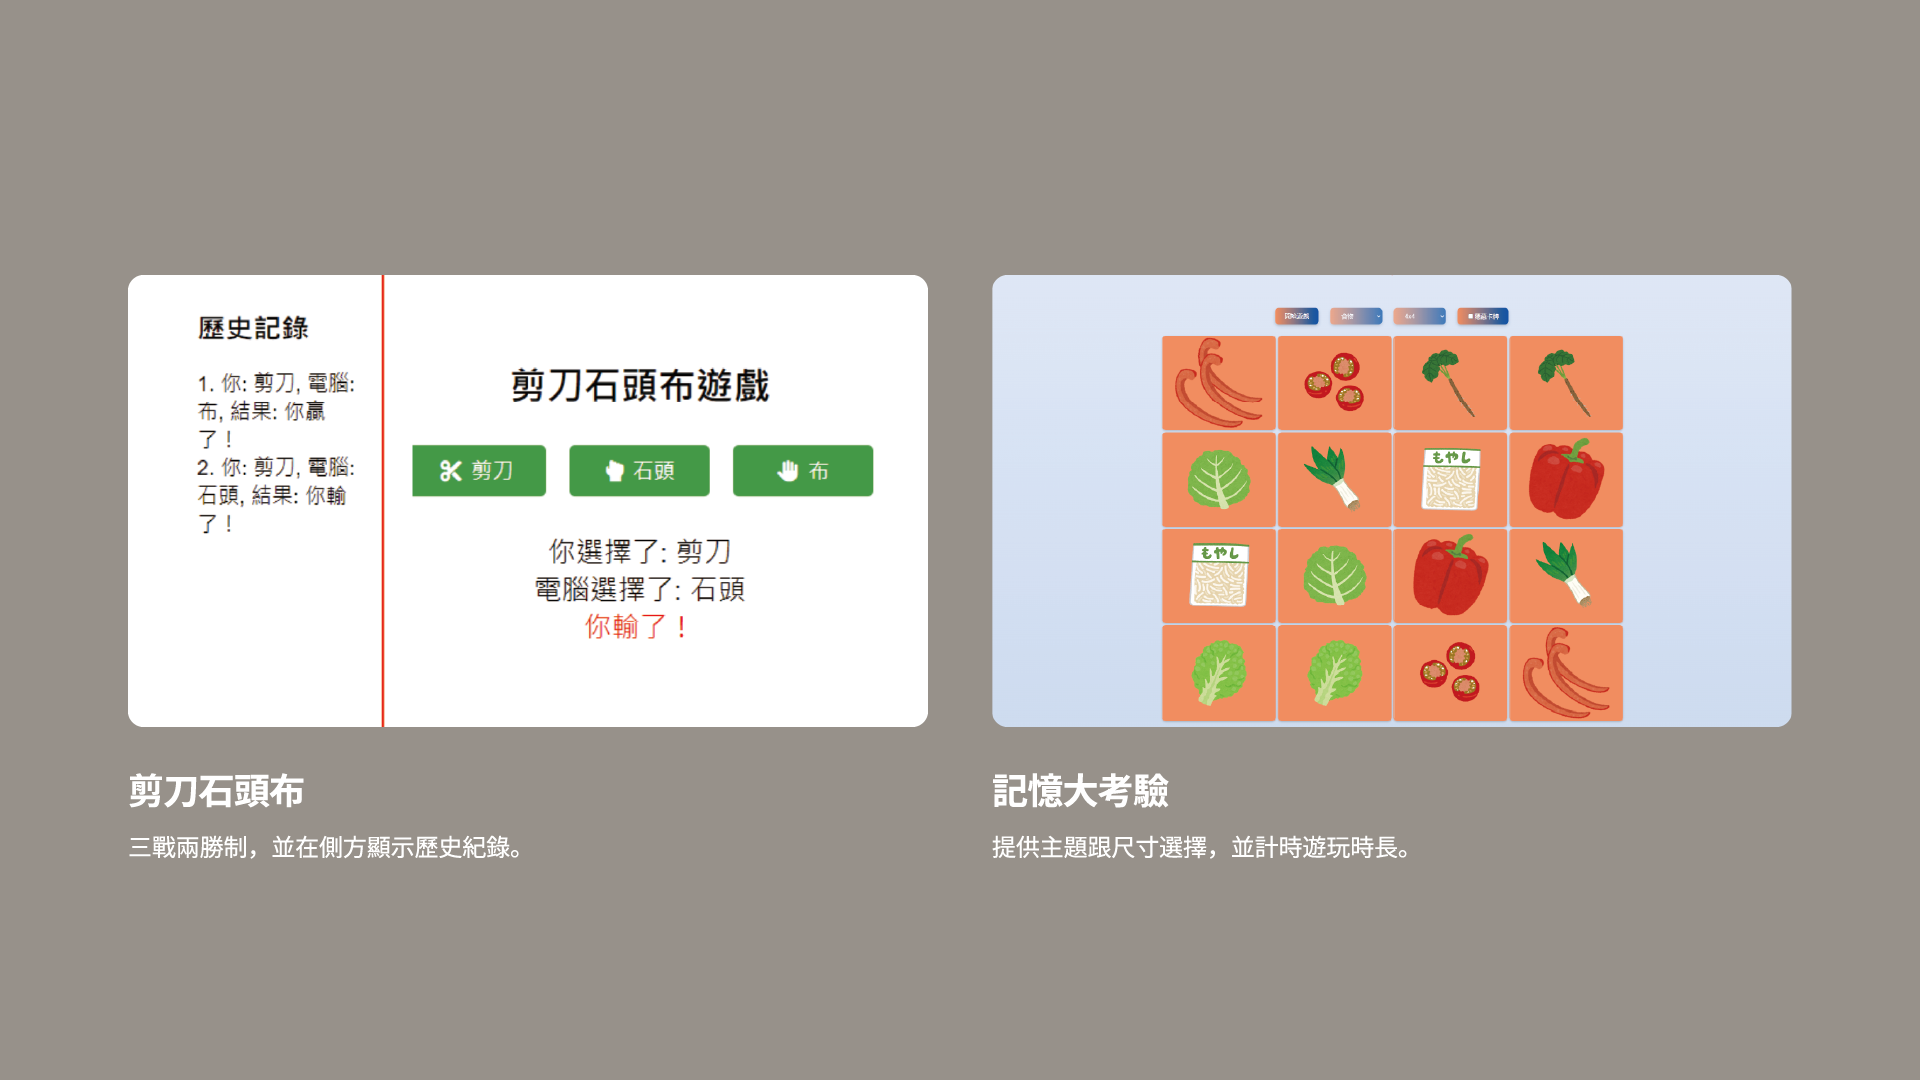 歷史記錄
1. 你: 剪刀, 電腦:
布, 結果: 你贏
了！
2. 你: 剪刀, 電腦:
石頭, 結果: 你輸
了！
剪刀石頭布遊戲
剪刀
石頭
布
你選擇了: 剪刀
電腦選擇了: 石頭
你輸了！
4x4
もやし
もやし
剪刀石頭布
三戰兩勝制，並在側方顯示歷史紀錄。
記憶大考驗
提供主題跟尺寸選擇，並計時遊玩時長。